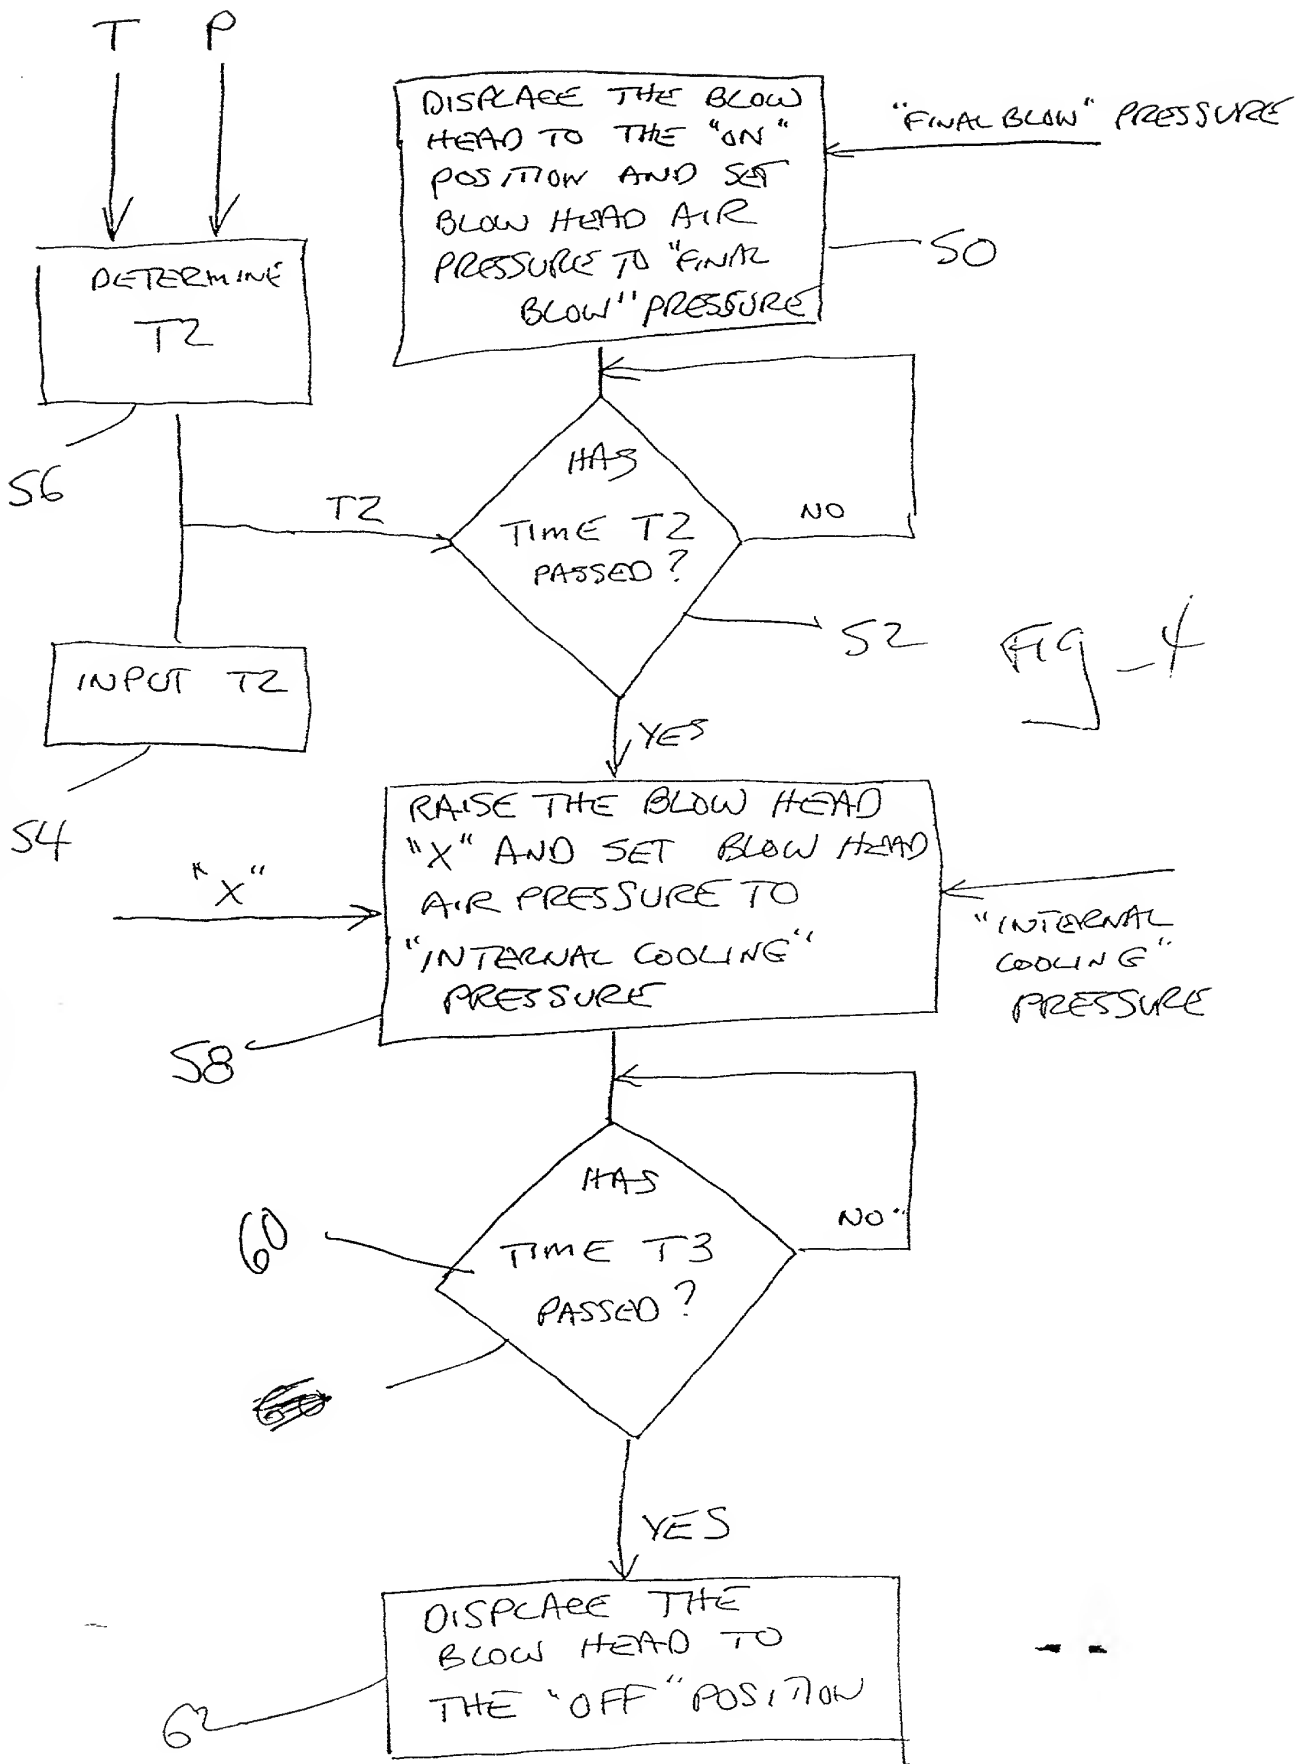 T P
DISPLACE THE BLOW
HEAD TO THE "ON"
POSITION AND SET
BLOW HEAD AIR
PRESSURE TO "FINAL
BLOW" PRESSURE
"FINAL BLOW" PRESSURE
50
DETERMINE
T2
56
HAS
TIME T2
PASSED?
T2
NO
52
FIG_4
INPUT T2
54
YES
RAISE THE BLOW HEAD
"X" AND SET BLOW HEAD
AIR PRESSURE TO
"INTERNAL COOLING"
PRESSURE
"X"
"INTERNAL
COOLING"
PRESSURE
58
HAS
TIME T3
PASSED?
NO"
60
YES
DISPLACE THE
BLOW HEAD TO
THE "OFF" POSITION
62